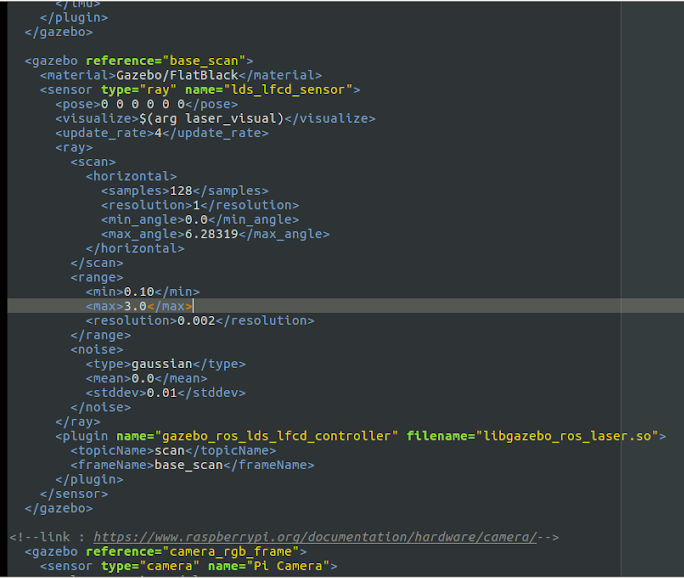 </imu>
</plugin>
</gazebo>
<gazebo reference="base_scan">
<material>Gazebo/FlatBlack</material>
<sensor type="ray" name="lds_lfcd_sensor">
<pose>0 0 0 0 0 0</pose>
<visualize>$(arg laser_visual)</visualize>
<update_rate>4</update_rate>
<ray>
<scan>
<horizontal>
<samples>128</samples>
<resolution>1</resolution>
<min_angle>0.0</min_angle>
<max_angle>6.28319</max_angle>
</horizontal>
</scan>
<range>
<min>0.10</min>
<max>3.0</max>
<resolution>0.002</resolution>
</range>
<noise>
<type>gaussian</type>
<mean>0.0</mean>
<stddev>0.01</stddev>
</noise>
</ray>
<plugin name="gazebo_ros_lds_lfcd_controller" filename="libgazebo_ros_laser.so">
<topicName>scan</topicName>
<frameName>base_scan</frameName>
</plugin>
</sensor>
</gazebo>
<!--link : https://www.raspberrypi.org/documentation/hardware/camera/-->
<gazebo reference="camera_rgb_frame">
<sensor type="camera" name="Pi Camera">